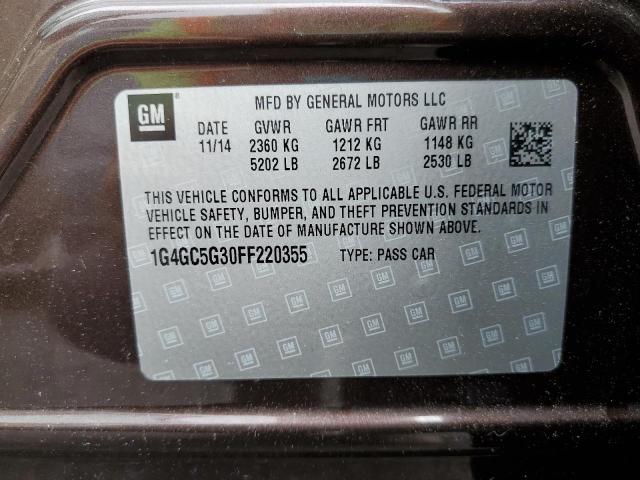 GM ®
MFD BY GENERAL MOTORS LLC
DATE GVWR GAWR FRT GAWR RR
11/14 2360 KG 1212 KG 1148 KG
5202 LB 2672 LB 2530 LB
THIS VEHICLE CONFORMS TO ALL APPLICABLE U.S. FEDERAL MOTOR
VEHICLE SAFETY, BUMPER, AND THEFT PREVENTION STANDARDS IN
EFFECT ON THE DATE OF MANUFACTURE SHOWN ABOVE.
1G4GC5G30FF220355 TYPE: PASS CAR